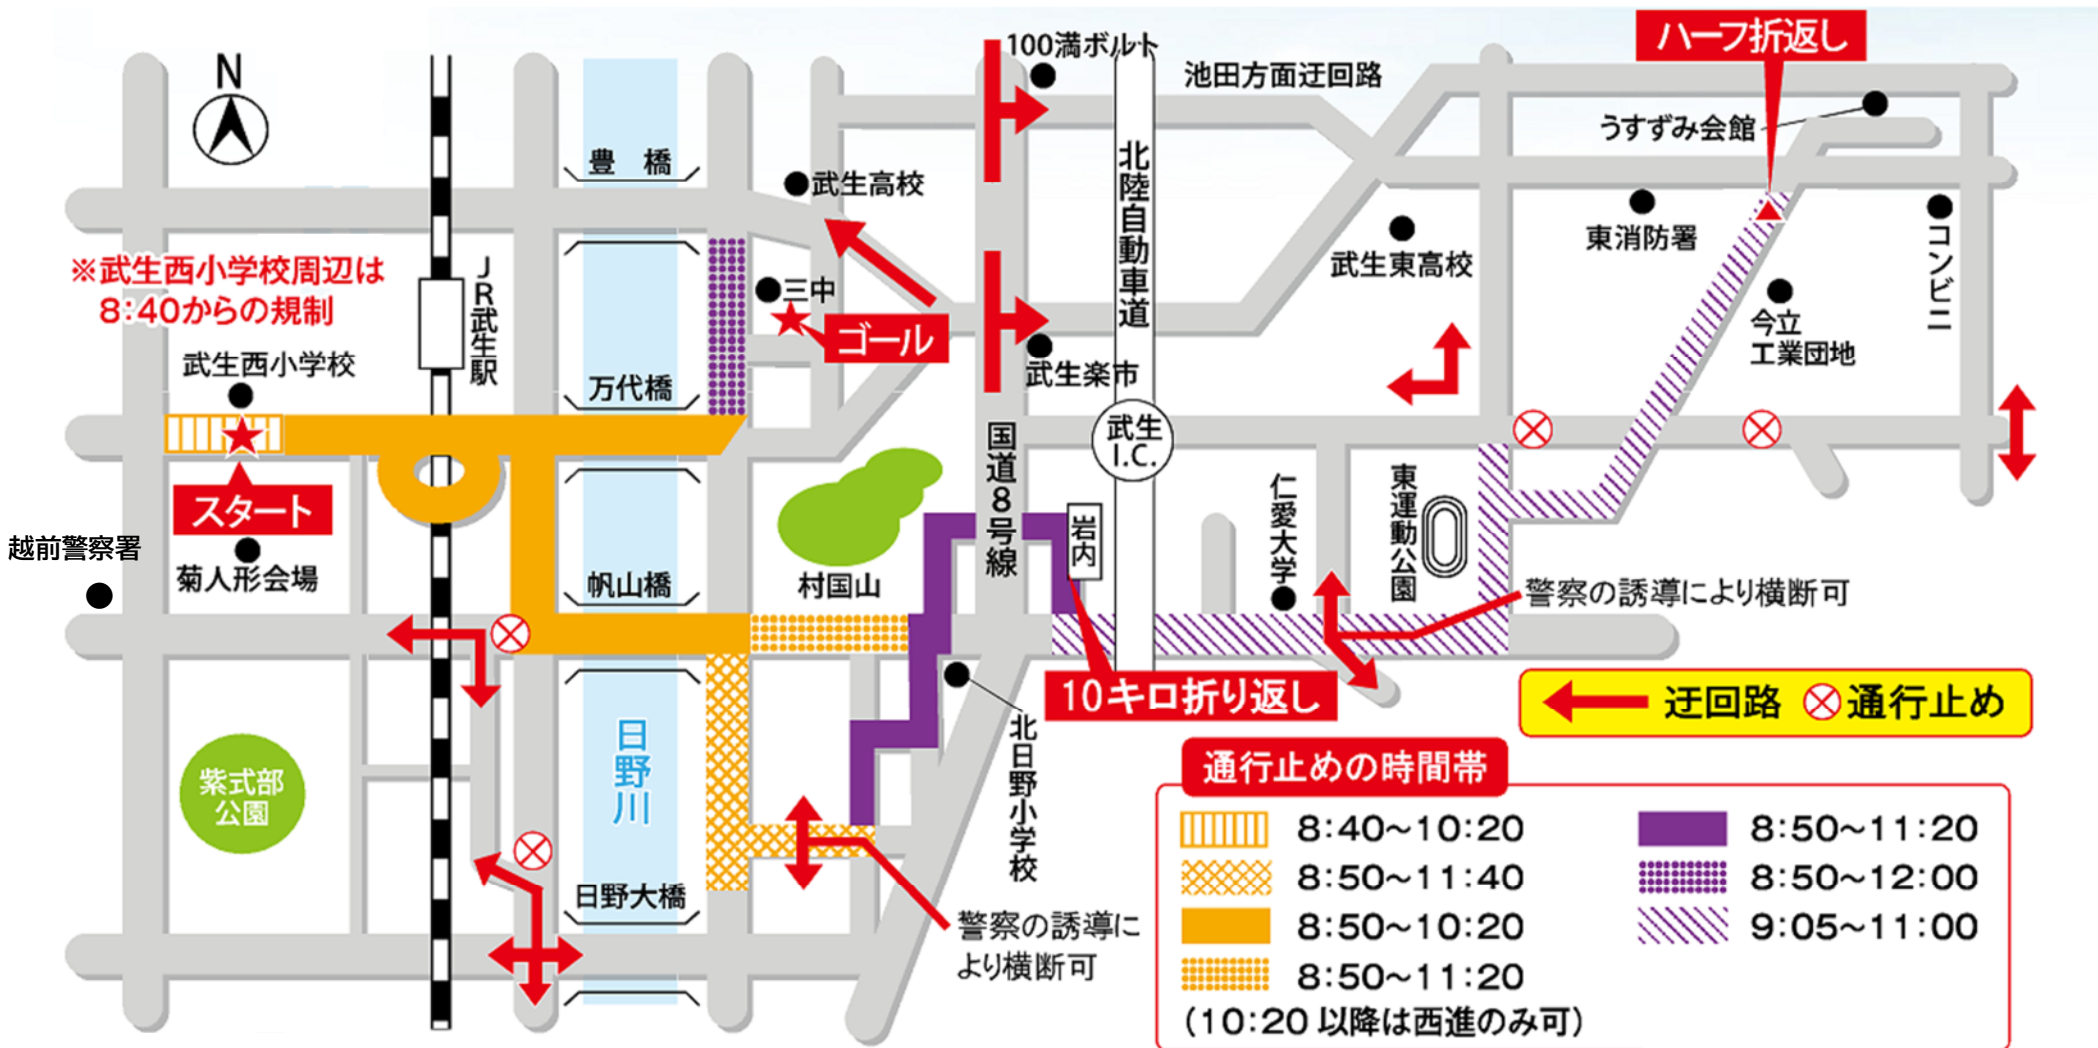 ハーフ折返し
100満ボルト
N
池田方面迂回路
うすずみ会館
豊 橋
武生高校
北陸自動車道
武生東高校
東消防署
コンビニ
※武生西小学校周辺は
8:40からの規制
JR武生駅
三中
ゴール
今立
工業団地
武生西小学校
万代橋
武生楽市
武生
I.C.
国道8号線
スタート
仁愛大学
東運動公園
岩内
越前警察署
菊人形会場
帆山橋
村国山
警察の誘導により横断可
10キロ折り返し
迂回路
通行止め
日野川
北日野小学校
紫式部
公園
日野大橋
警察の誘導に
より横断可
通行止めの時間帯
8:40～10:20
8:50～11:40
8:50～10:20
8:50～11:20
(10:20 以降は西進のみ可)
8:50～11:20
8:50～12:00
9:05～11:00